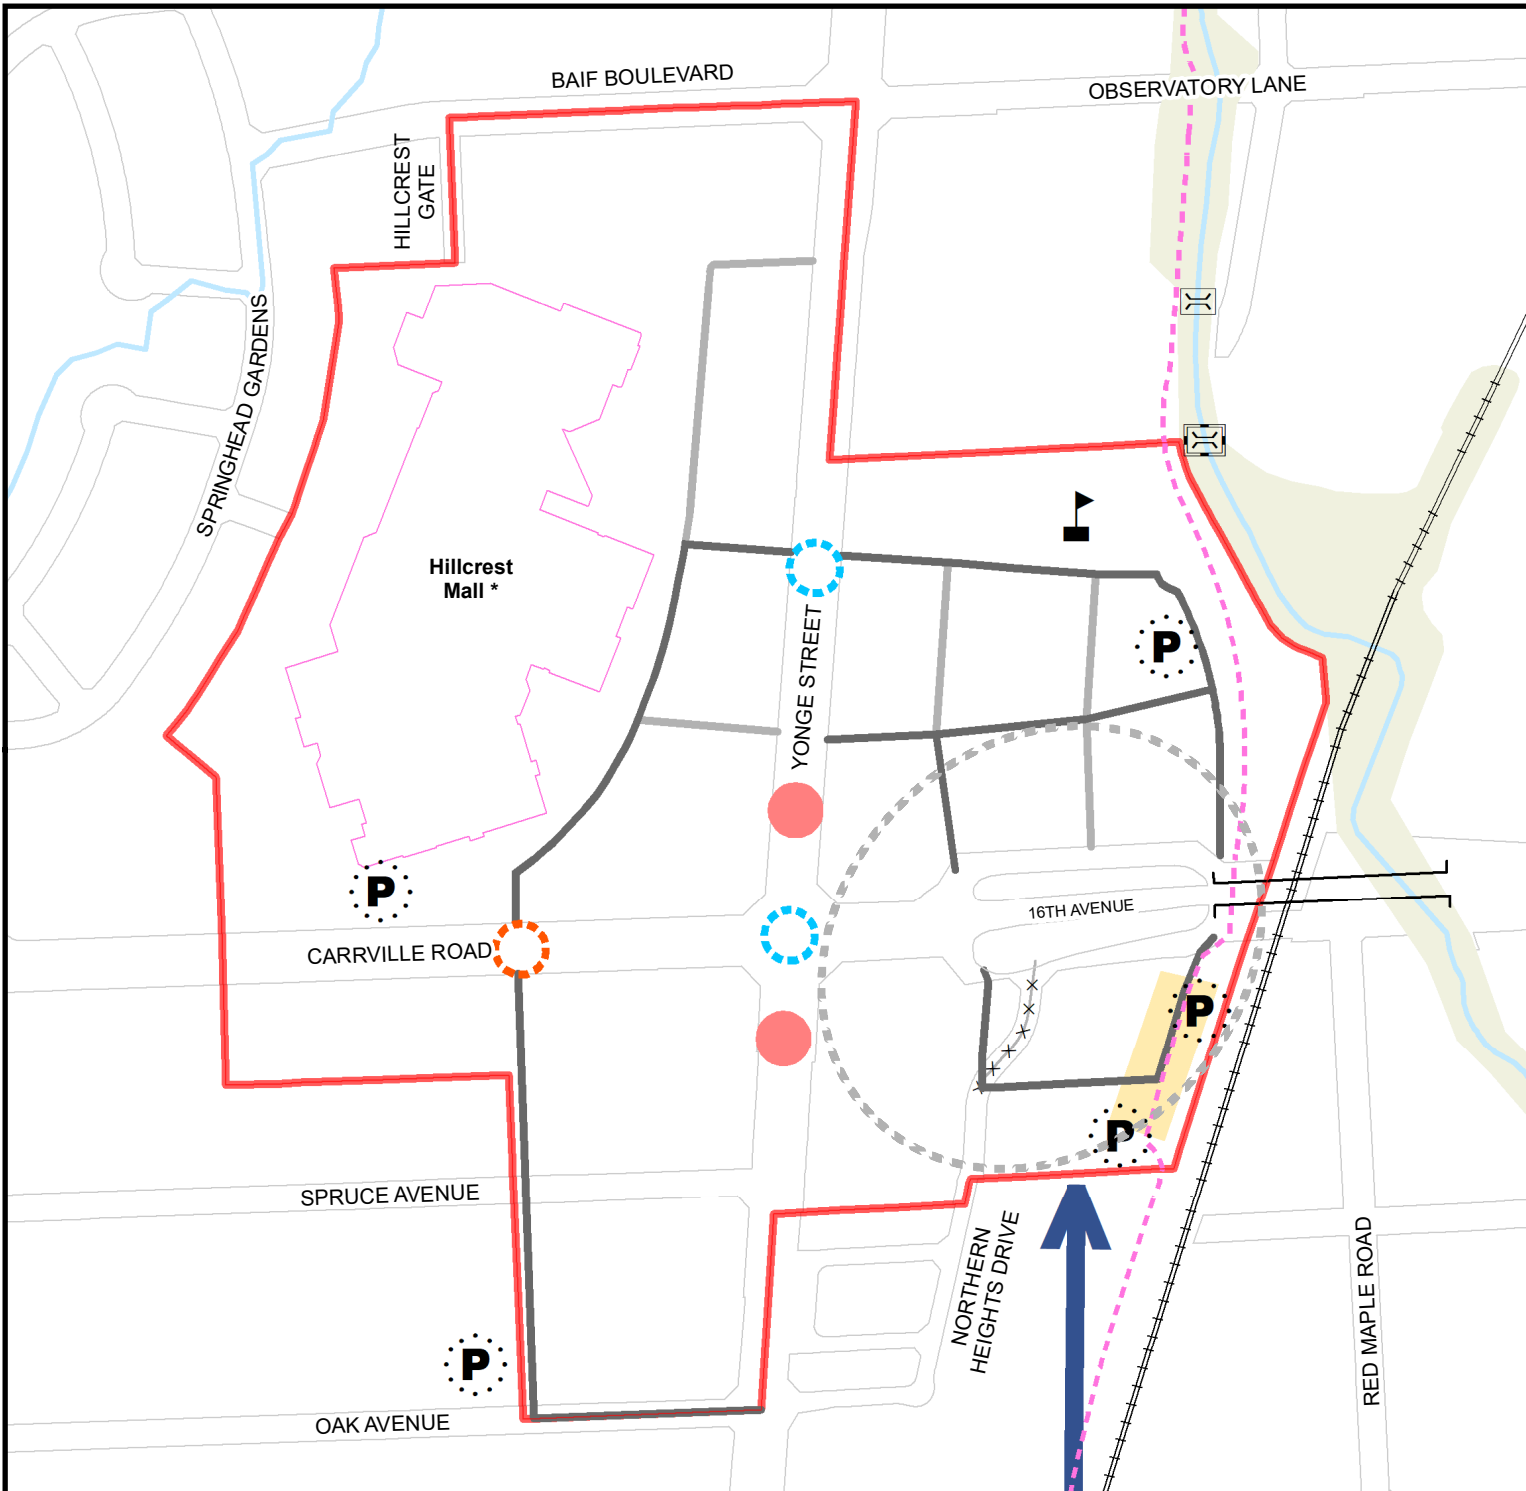 BAIF BOULEVARD
OBSERVATORY LANE
HILLCREST
GATE
SPRINGHEAD GARDENS
Hillcrest
Mall *
YONGE STREET
P
P
16TH AVENUE
CARRVILLE ROAD
P
P
SPRUCE AVENUE
NORTHERN
HEIGHTS DRIVE
RED MAPLE ROAD
P
OAK AVENUE